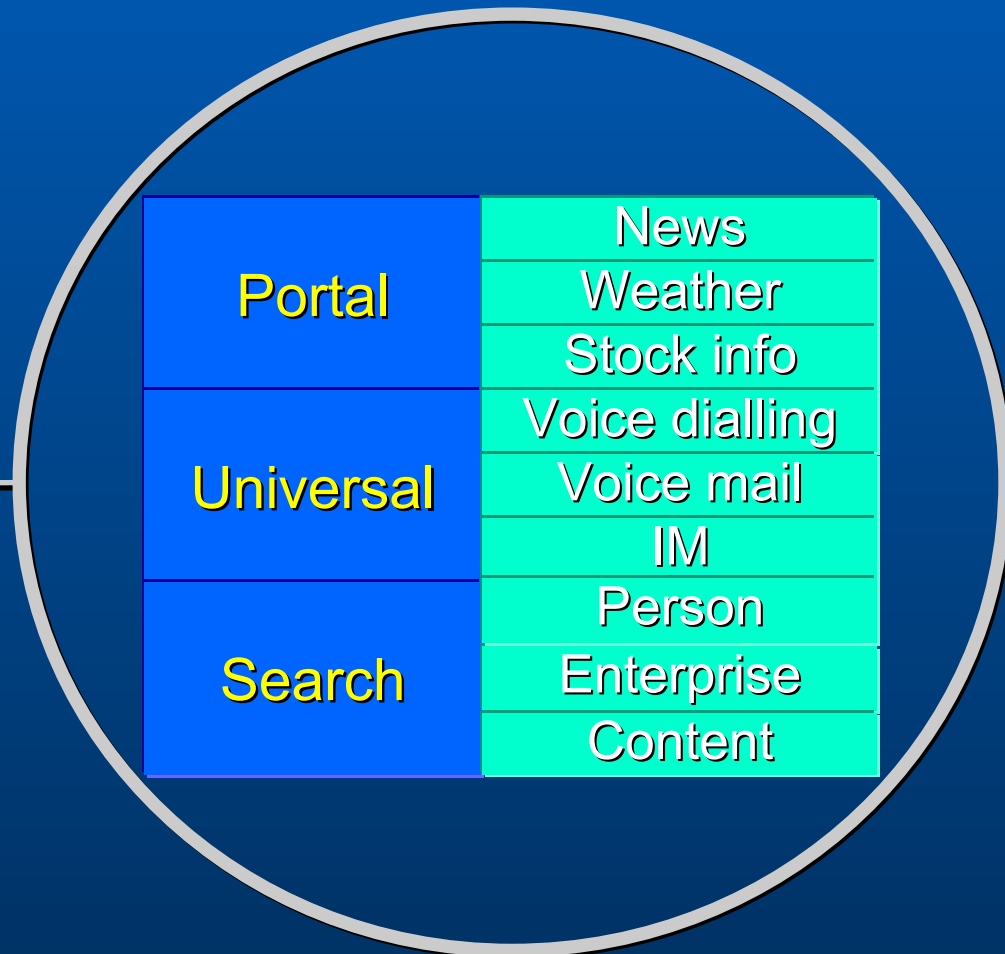 Portal
News
Weather
Stock info
Universal
Voice dialling
Voice mail
IM
Search
Person
Enterprise
Content